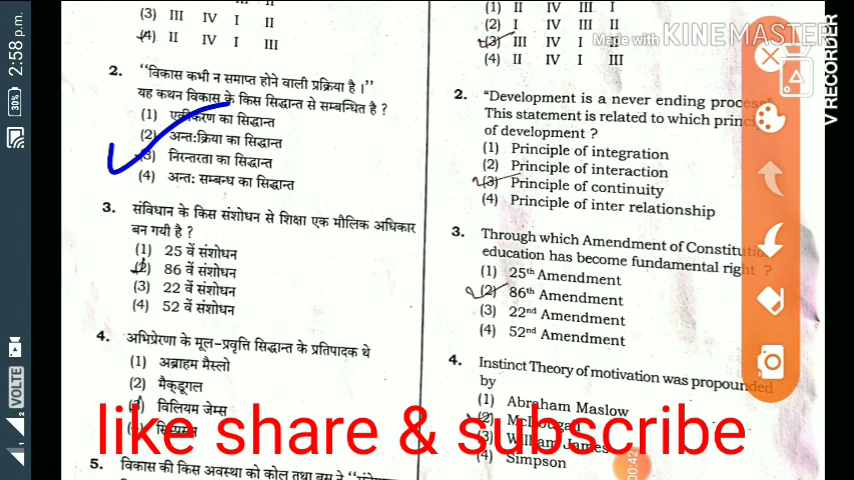 2:58 p.m.
30%
VOLTE
(3) III IV I II
(4) II IV I III
2. "विकास कभी न समाप्त होने वाली प्रक्रिया है ।"
यह कथन विकास के किस सिद्धान्त से सम्बन्धित है ?
(1) एकीकरण का सिद्धान्त
(2) अन्तःक्रिया का सिद्धान्त
(3) निरन्तरता का सिद्धान्त
(4) अन्तः सम्बन्ध का सिद्धान्त
3. संविधान के किस संशोधन से शिक्षा एक मौलिक अधिकार
बन गयी है ?
(1) 25 वें संशोधन
(2) 86 वें संशोधन
(3) 22 वें संशोधन
(4) 52 वें संशोधन
4. अभिप्रेरणा के मूल-प्रवृत्ति सिद्धान्त के प्रतिपादक थे
(1) अब्राहम मैस्लो
(2) मैक्डूगल
(3) विलियम जेम्स
(4) सिम्पसन
5. विकास की किस अवस्था को कोल तथा ब्रूस ने
(1) II IV III I
(2) I IV III II
(3) III IV I II
(4) II IV I III
Made with KINEMASTER
2. "Development is a never ending process"
This statement is related to which
of development ?
(1) Principle of integration
(2) Principle of interaction
(3) Principle of continuity
(4) Principle of inter relationship
3. Through which Amendment of
education has become fundamental right ?
(1) 25th Amendment
(2) 86th Amendment
(3) 22nd Amendment
(4) 52nd Amendment
4. Instinct Theory of motivation was propounded
by
(1) Abraham Maslow
(2) McDougall
(3) William James
(4) Simpson
like share & subscribe
00:42
V RECORDER